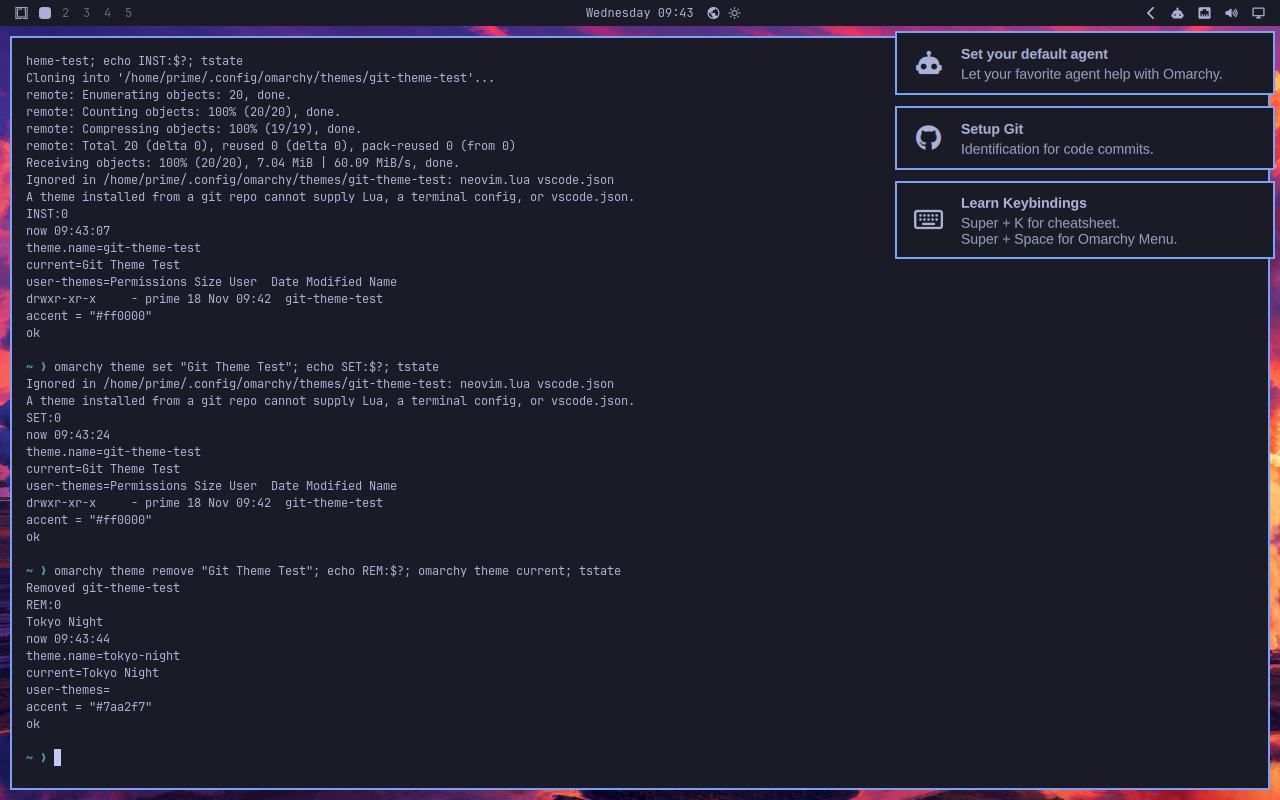 2 3 4 5
Wednesday 09:43
heme-test; echo INST:$?; tstate
Cloning into '/home/prime/.config/omarchy/themes/git-theme-test'...
remote: Enumerating objects: 20, done.
remote: Counting objects: 100% (20/20), done.
remote: Compressing objects: 100% (19/19), done.
remote: Total 20 (delta 0), reused 0 (delta 0), pack-reused 0 (from 0)
Receiving objects: 100% (20/20), 7.04 MiB | 60.09 MiB/s, done.
Ignored in /home/prime/.config/omarchy/themes/git-theme-test: neovim.lua vscode.json
A theme installed from a git repo cannot supply Lua, a terminal config, or vscode.json.
INST:0
now 09:43:07
theme.name=git-theme-test
current=Git Theme Test
user-themes=Permissions Size User  Date Modified Name
drwxr-xr-x     - prime 18 Nov 09:42  git-theme-test
accent = "#ff0000"
ok
~ ❯ omarchy theme set "Git Theme Test"; echo SET:$?; tstate
Ignored in /home/prime/.config/omarchy/themes/git-theme-test: neovim.lua vscode.json
A theme installed from a git repo cannot supply Lua, a terminal config, or vscode.json.
SET:0
now 09:43:24
theme.name=git-theme-test
current=Git Theme Test
user-themes=Permissions Size User  Date Modified Name
drwxr-xr-x     - prime 18 Nov 09:42  git-theme-test
accent = "#ff0000"
ok
~ ❯ omarchy theme remove "Git Theme Test"; echo REM:$?; omarchy theme current; tstate
Removed git-theme-test
REM:0
Tokyo Night
now 09:43:44
theme.name=tokyo-night
current=Tokyo Night
user-themes=
accent = "#7aa2f7"
ok
~ ❯
Set your default agent
Let your favorite agent help with Omarchy.
Setup Git
Identification for code commits.
Learn Keybindings
Super + K for cheatsheet.
Super + Space for Omarchy Menu.